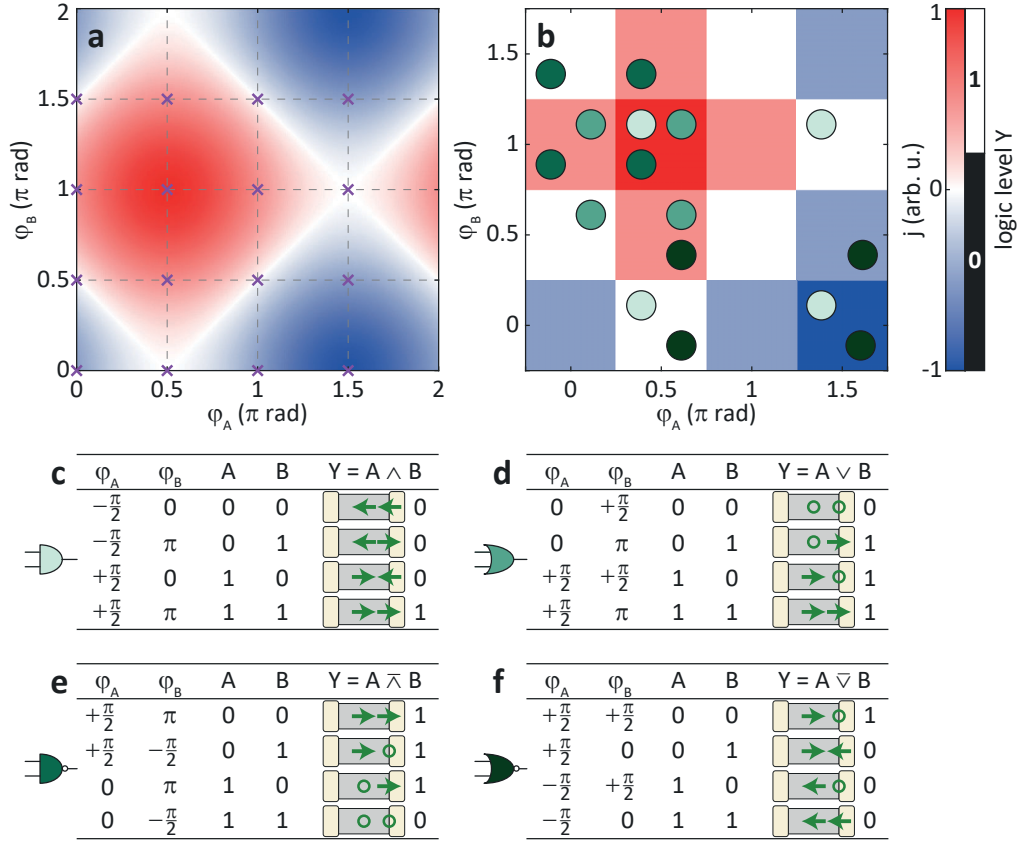 a
2
1.5
1
0.5
0
0 0.5 1 1.5 2
φB (π rad)
φA (π rad)
b
1.5
1
0.5
0
0 0.5 1 1.5
φB (π rad)
φA (π rad)
1
0
-1
j (arb. u.)
1
0
logic level Y
c
φA φB A B Y = A ∧ B
−π/2 0 0 0 0
−π/2 π 0 1 0
+π/2 0 1 0 0
+π/2 π 1 1 1
d
φA φB A B Y = A ∨ B
0 +π/2 0 0 0
0 π 0 1 1
+π/2 +π/2 1 0 1
+π/2 π 1 1 1
e
φA φB A B Y = A ⊼ B
+π/2 π 0 0 1
+π/2 −π/2 0 1 1
0 π 1 0 1
0 −π/2 1 1 0
f
φA φB A B Y = A ⊽ B
+π/2 +π/2 0 0 1
+π/2 0 0 1 0
−π/2 +π/2 1 0 0
−π/2 0 1 1 0